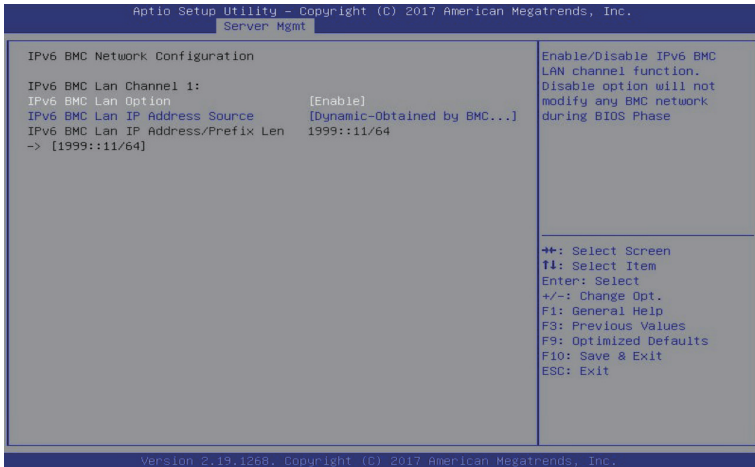 Aptio Setup Utility – Copyright (C) 2017 American Megatrends, Inc.
Server Mgmt
IPv6 BMC Network Configuration
IPv6 BMC Lan Channel 1:
IPv6 BMC Lan Option [Enable]
IPv6 BMC Lan IP Address Source [Dynamic-Obtained by BMC...]
IPv6 BMC Lan IP Address/Prefix Len 1999::11/64
-> [1999::11/64]
Enable/Disable IPv6 BMC
LAN channel function.
Disable option will not
modify any BMC network
during BIOS Phase
→←: Select Screen
↑↓: Select Item
Enter: Select
+/-: Change Opt.
F1: General Help
F3: Previous Values
F9: Optimized Defaults
F10: Save & Exit
ESC: Exit
Version 2.19.1268. Copyright (C) 2017 American Megatrends, Inc.